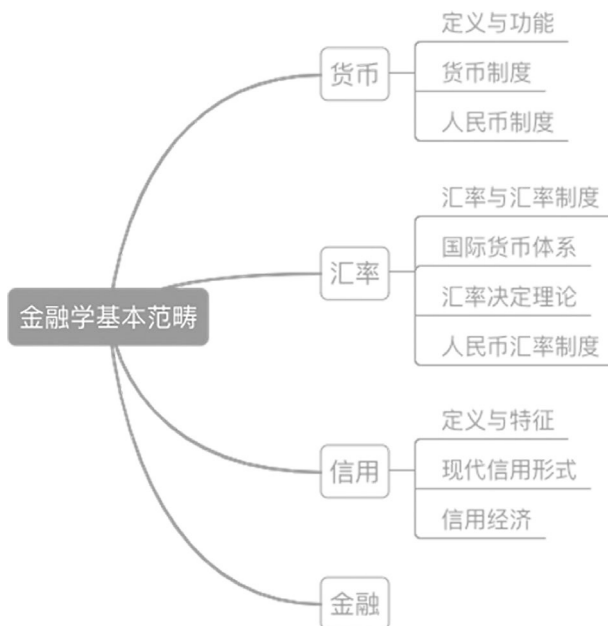 金融学基本范畴
货币
定义与功能
货币制度
人民币制度
汇率
汇率与汇率制度
国际货币体系
汇率决定理论
人民币汇率制度
信用
定义与特征
现代信用形式
信用经济
金融